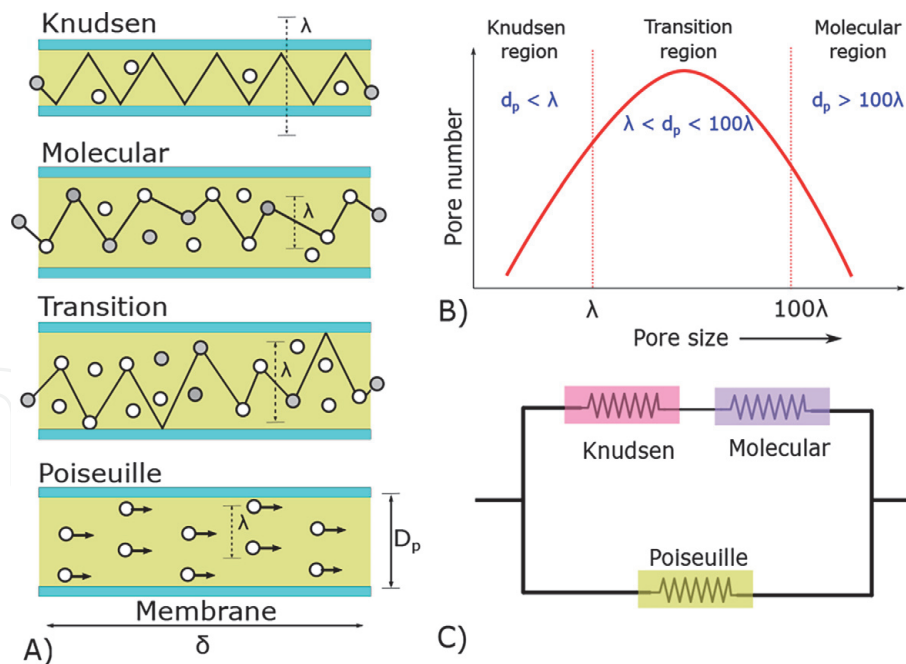 Knudsen
λ
Molecular
λ
Transition
λ
Poiseuille
λ
Dp
Membrane
δ
A)
Knudsen
region
Transition
region
Molecular
region
dp < λ
λ < dp < 100λ
dp > 100λ
Pore number
λ
100λ
Pore size
B)
Knudsen
Molecular
Poiseuille
C)